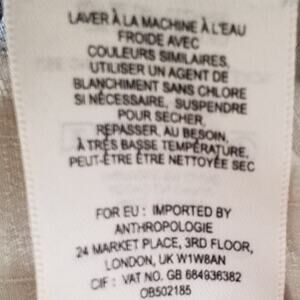 LAVER À LA MACHINE À L'EAU
FROIDE AVEC
COULEURS SIMILAIRES,
UTILISER UN AGENT DE
BLANCHIMENT SANS CHLORE
SI NÉCESSAIRE, SUSPENDRE
POUR SÉCHER,
REPASSER, AU BESOIN,
À TRÈS BASSE TEMPÉRATURE,
PEUT-ÊTRE ÊTRE NETTOYÉE SEC
FOR EU : IMPORTED BY
ANTHROPOLOGIE
24 MARKET PLACE, 3RD FLOOR,
LONDON, UK W1W8AN
CIF : VAT NO. GB 684936382
OB502185